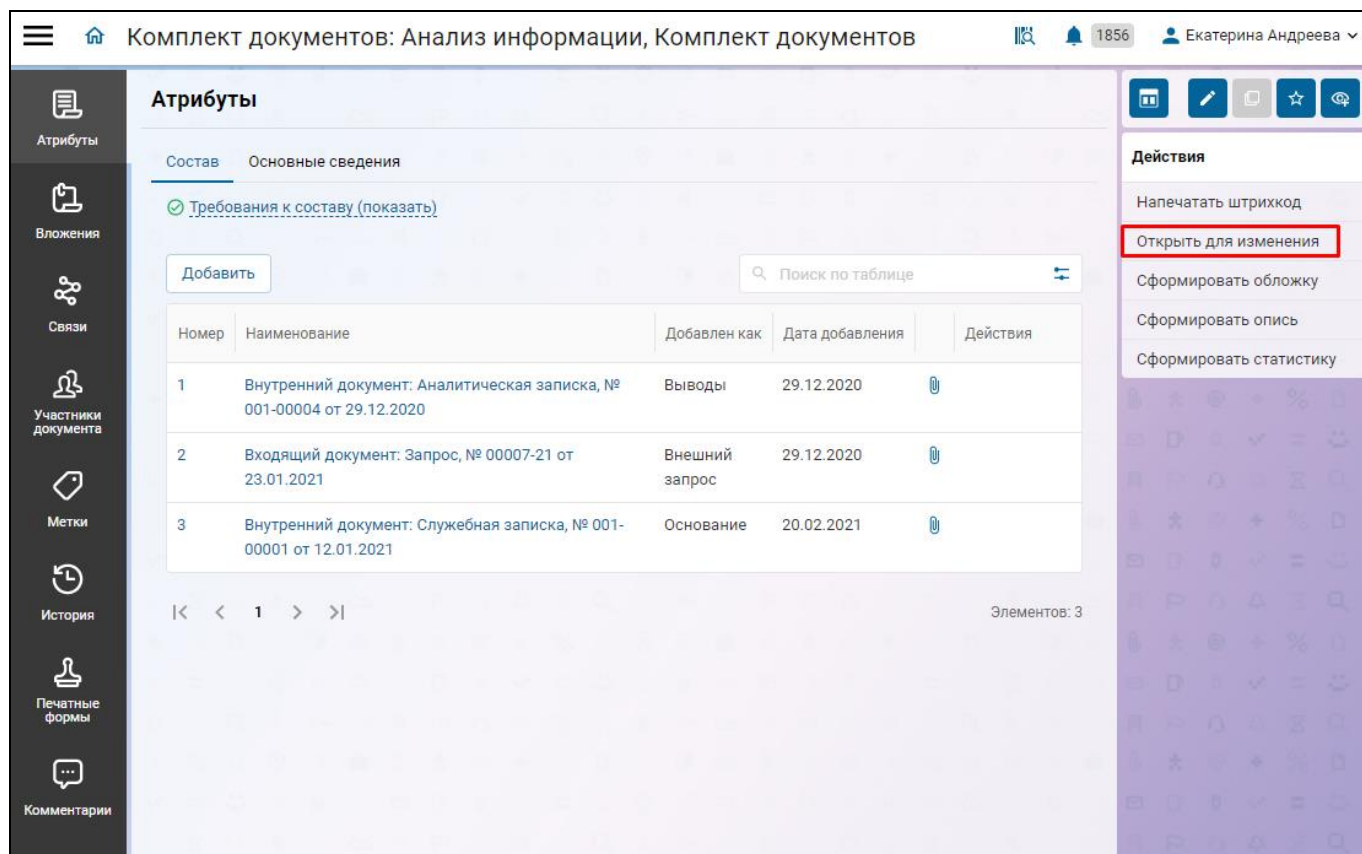 Комплект документов: Анализ информации, Комплект документов
1856
Екатерина Андреева
Атрибуты
Вложения
Связи
Участники
документа
Метки
История
Печатные
формы
Комментарии
Атрибуты
Состав Основные сведения
Требования к составу (показать)
Добавить
Поиск по таблице
Номер Наименование Добавлен как Дата добавления Действия
1 Внутренний документ: Аналитическая записка, № Выводы 29.12.2020
001-00004 от 29.12.2020
2 Входящий документ: Запрос, № 00007-21 от Внешний 29.12.2020
23.01.2021 запрос
3 Внутренний документ: Служебная записка, № 001- Основание 20.02.2021
00001 от 12.01.2021
1
Элементов: 3
Действия
Напечатать штрихкод
Открыть для изменения
Сформировать обложку
Сформировать опись
Сформировать статистику